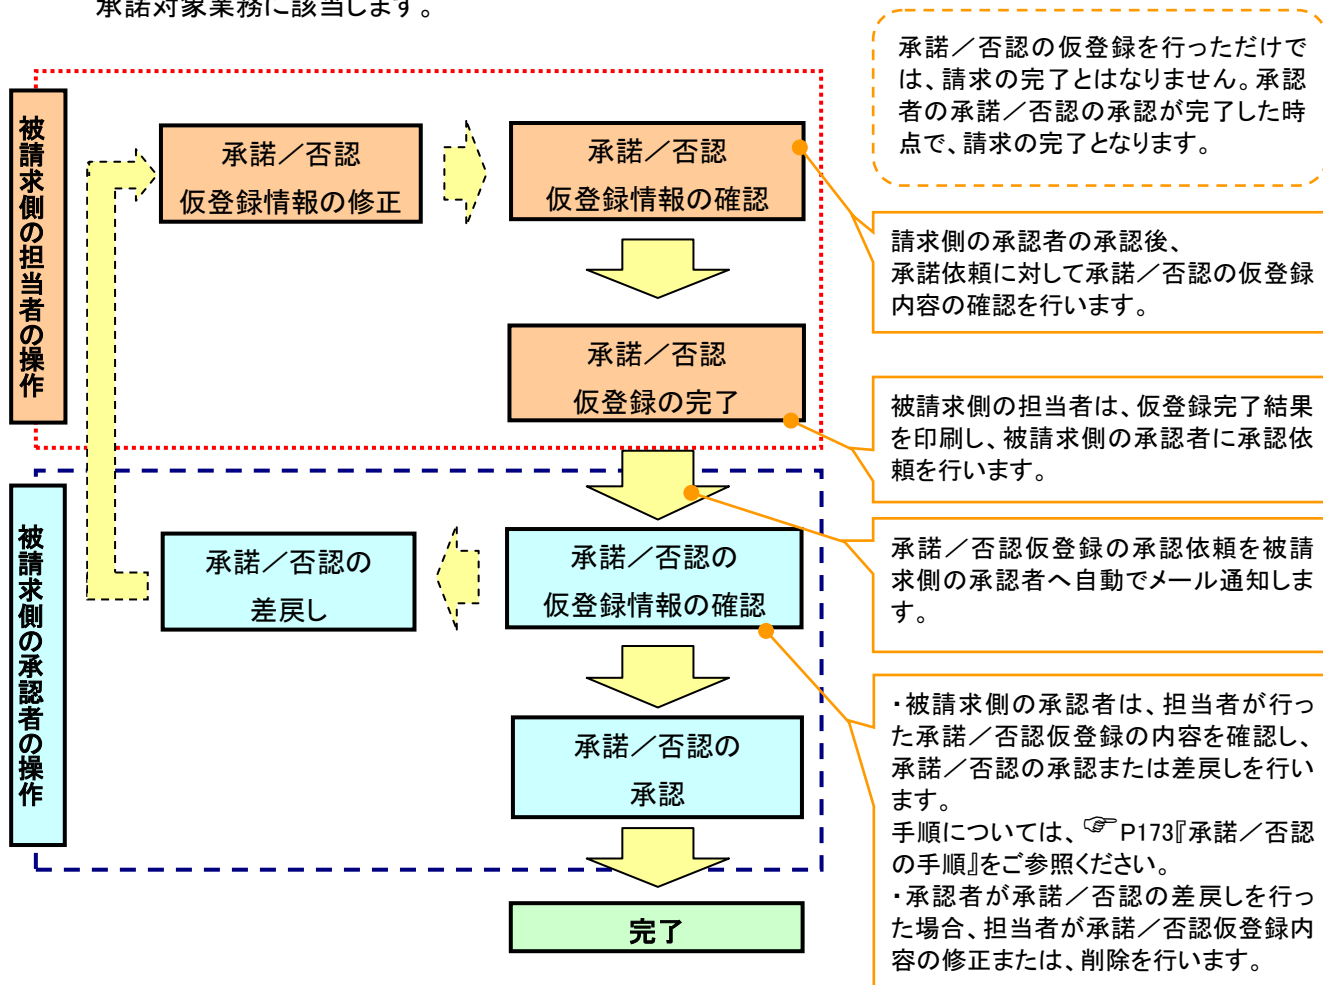 承諾対象業務に該当します。
承諾／否認の仮登録を行っただけで
は、請求の完了とはなりません。承認
者の承諾／否認の承認が完了した時
点で、請求の完了となります。
被請求側の担当者の操作
承諾／否認
仮登録情報の修正
承諾／否認
仮登録情報の確認
請求側の承認者の承認後、
承諾依頼に対して承諾／否認の仮登録
内容の確認を行います。
承諾／否認
仮登録の完了
被請求側の担当者は、仮登録完了結果
を印刷し、被請求側の承認者に承認依
頼を行います。
被請求側の承認者の操作
承諾／否認の
差戻し
承諾／否認の
仮登録情報の確認
承諾／否認仮登録の承認依頼を被請
求側の承認者へ自動でメール通知しま
す。
承諾／否認の
承認
・被請求側の承認者は、担当者が行っ
た承諾／否認仮登録の内容を確認し、
承諾／否認の承認または差戻しを行い
ます。
手順については、☞P173『承諾／否認
の手順』をご参照ください。
・承認者が承諾／否認の差戻しを行っ
た場合、担当者が承諾／否認仮登録内
容の修正または、削除を行います。
完了